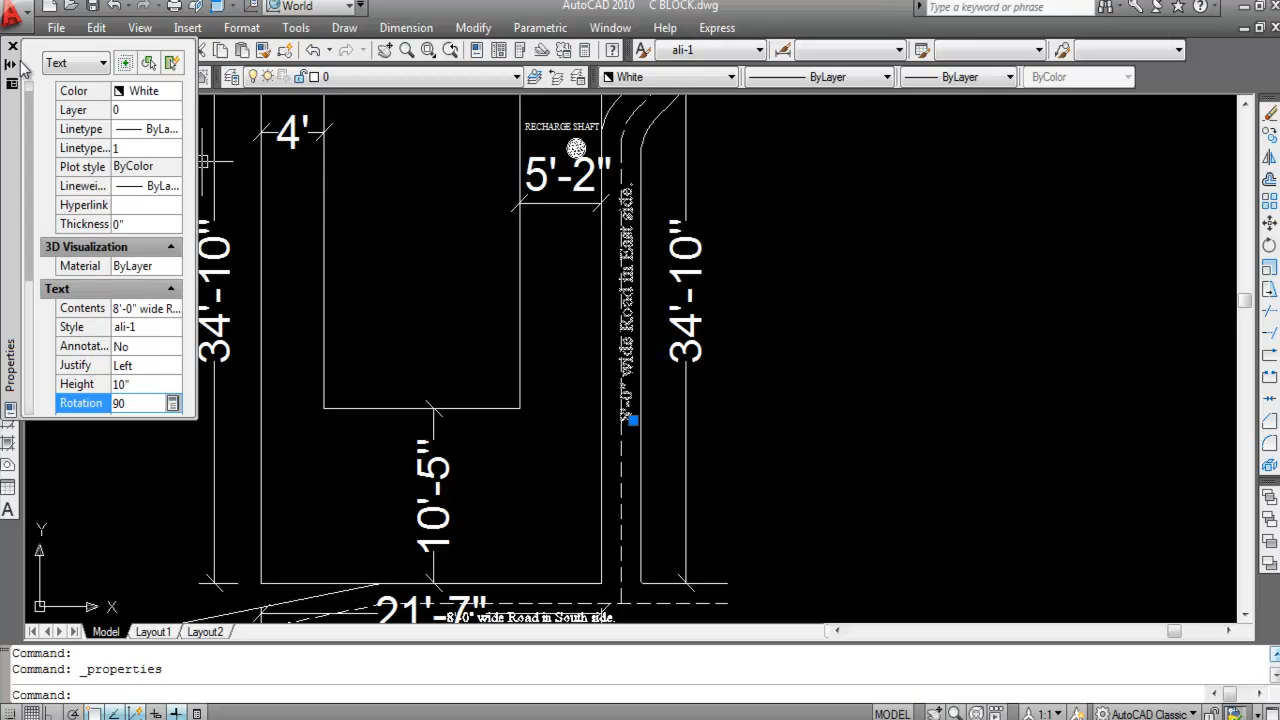 World
AutoCAD 2010 C BLOCK.dwg
Type a keyword or phrase
File Edit View Insert Format Tools Draw Dimension Modify Parametric Window Help Express
Text
ali-1
0
White
ByLayer
ByLayer
ByColor
Color White
Layer 0
Linetype ByLa...
Linetype... 1
Plot style ByColor
Linewei... ByLa...
Hyperlink
Thickness 0"
3D Visualization
Material ByLayer
Text
Contents 8'-0" wide R...
Style ali-1
Annotat... No
Justify Left
Height 10"
Rotation 90
Properties
4'
RECHARGE SHAFT
5'-2"
34'-10"
8'-0" wide Road in East side.
34'-10"
10'-5"
21'-7"
8'-0" wide Road in South side.
Y
X
Model Layout1 Layout2
Command:
Command: _properties
Command:
MODEL 1:1 AutoCAD Classic
A